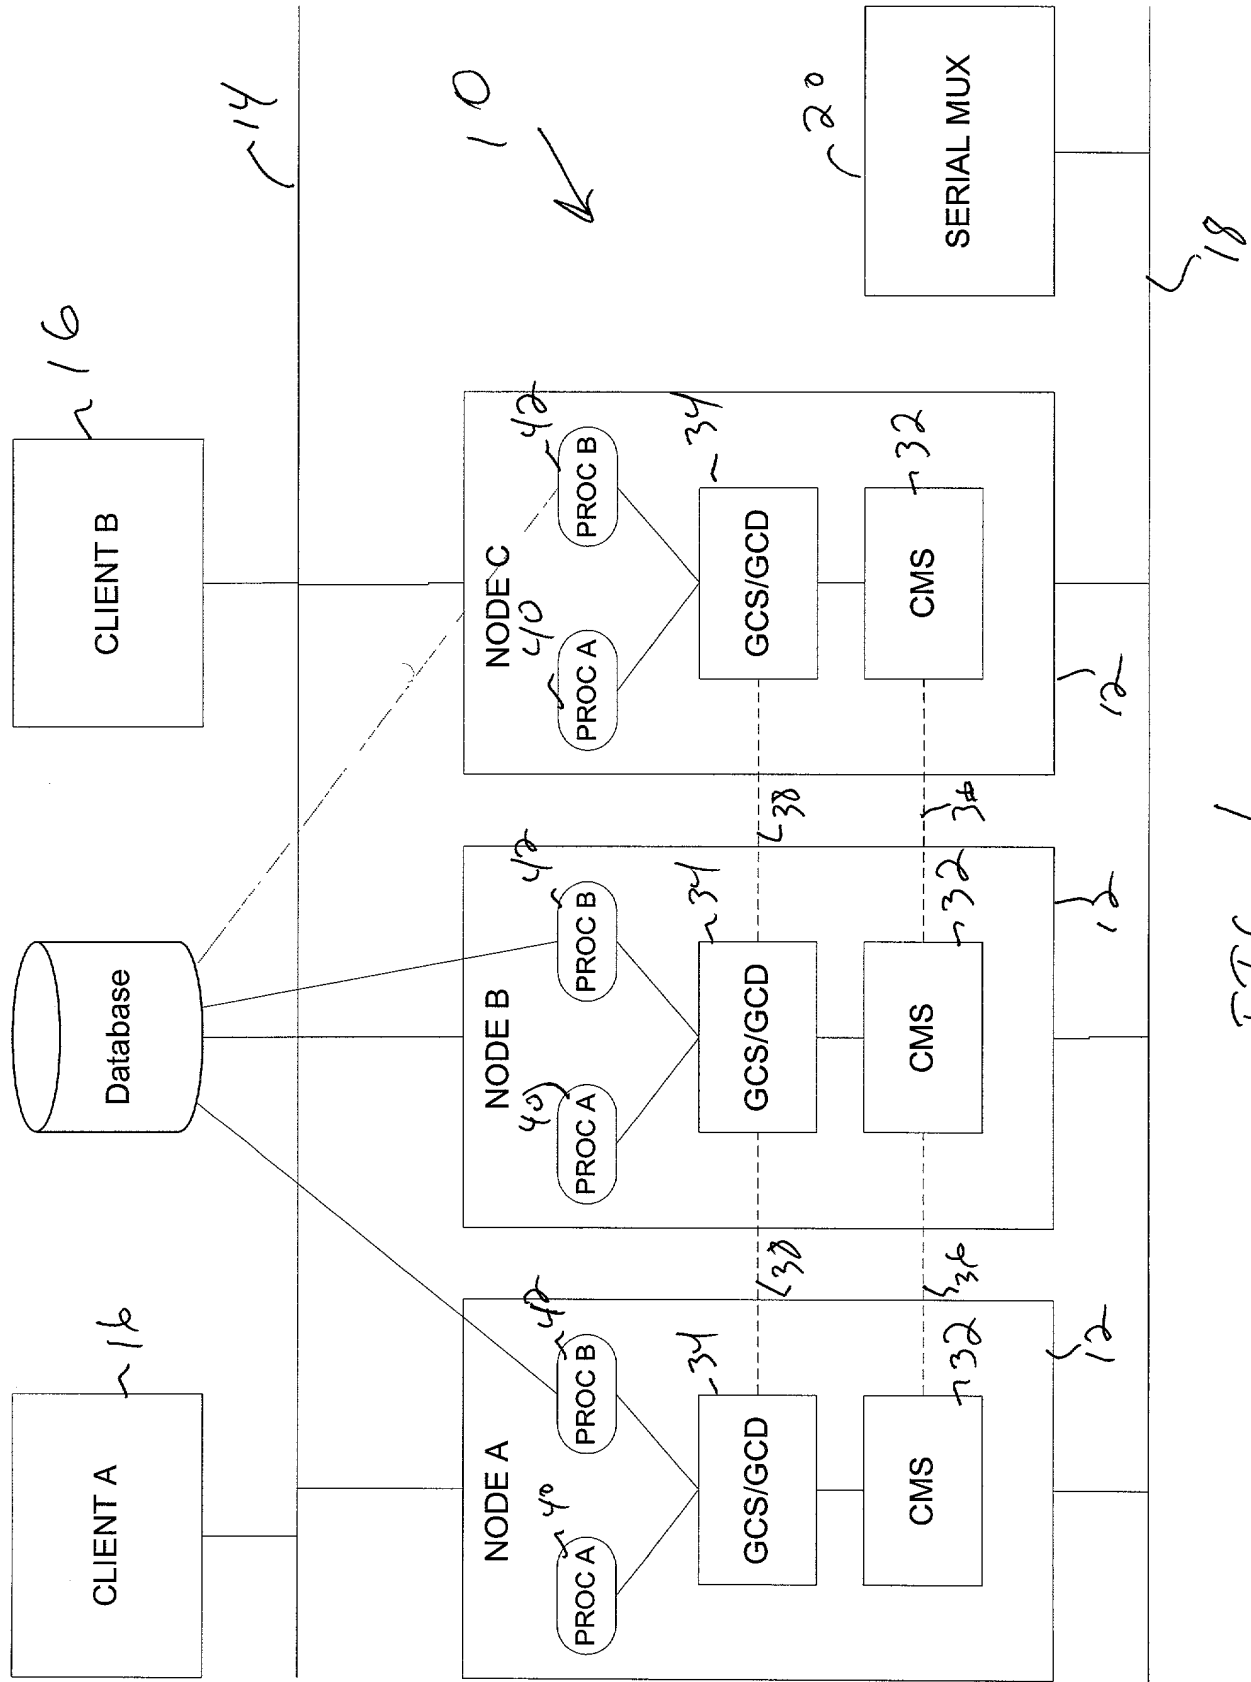 CLIENT A
16
Database
CLIENT B
16
14
10
NODE A
PROC A
40
PROC B
42
GCS/GCD
34
CMS
32
12
38
36
NODE B
PROC A
40
PROC B
42
GCS/GCD
34
CMS
32
12
38
36
NODE C
PROC A
40
PROC B
42
GCS/GCD
34
CMS
32
12
SERIAL MUX
20
18
FIG 1